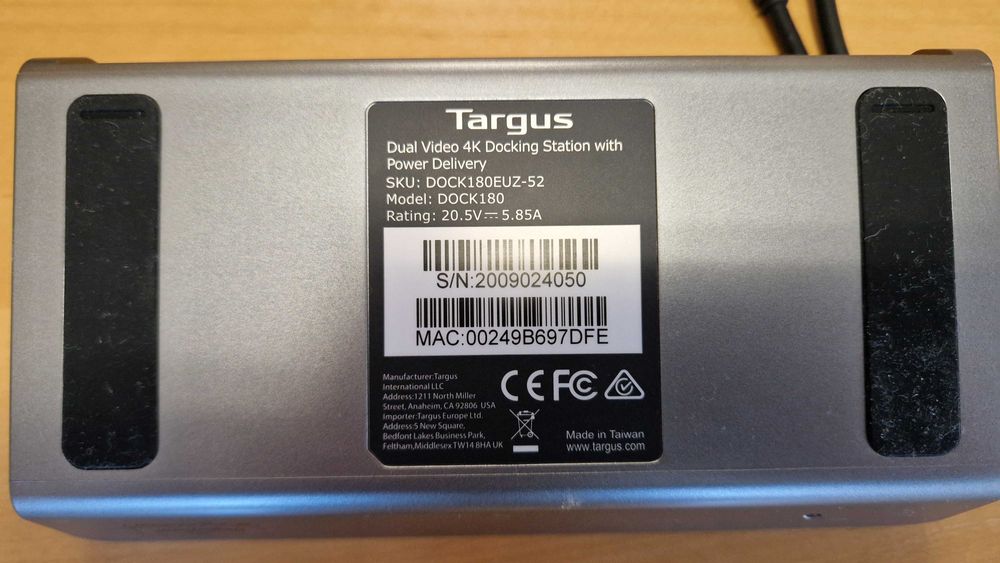 Targus
Dual Video 4K Docking Station with
Power Delivery
SKU: DOCK180EUZ-52
Model: DOCK180
Rating: 20.5V⎓5.85A
S/N:2009024050
MAC:00249B697DFE
Manufacturer:Targus
International LLC
Address:1211 North Miller
Street, Anaheim, CA 92806 USA
Importer:Targus Europe Ltd.
Address:5 New Square,
Bedfont Lakes Business Park,
Feltham,Middlesex TW14 8HA UK
CE FC
Made in Taiwan
www.targus.com